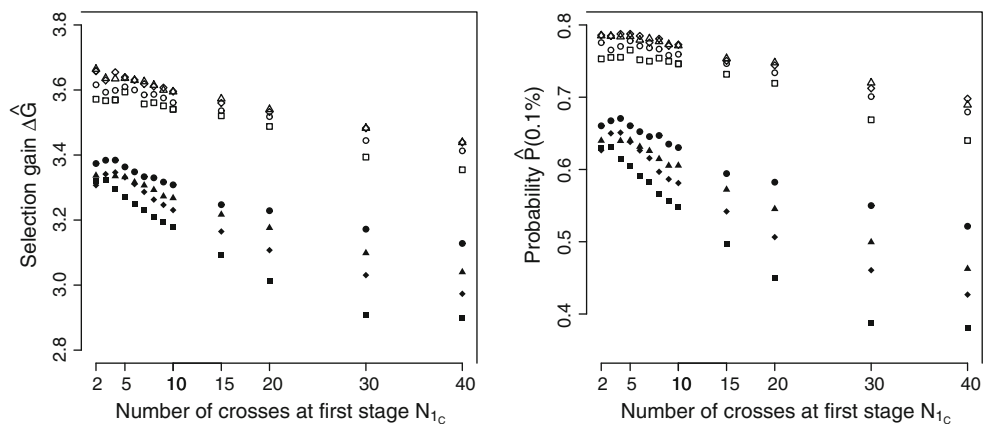 Selection gain ΔĜ
3.8
3.6
3.4
3.2
3.0
2.8
2 5 10 15 20 30 40
Number of crosses at first stage N1C
Probability P̂(0.1%)
0.8
0.7
0.6
0.5
0.4
2 5 10 15 20 30 40
Number of crosses at first stage N1C